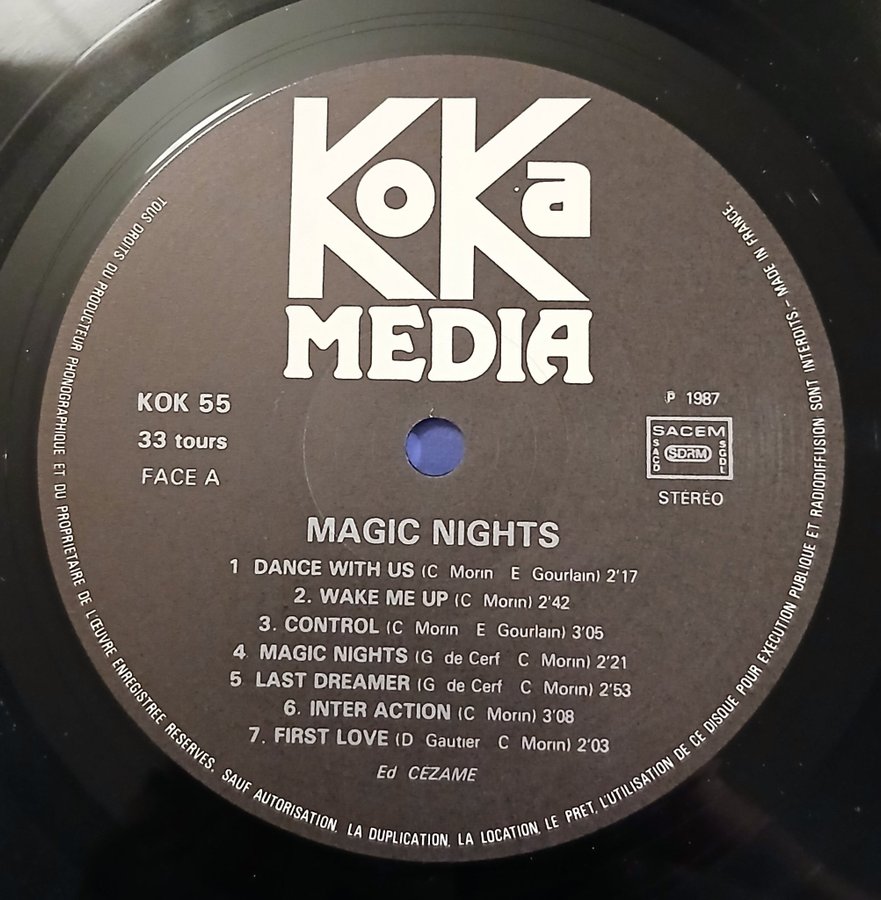 KoKa
MEDIA
KOK 55
33 tours
FACE A
℗ 1987
SACEM
SACD
SDRM
SGDL
STÉRÉO
MAGIC NIGHTS
1 DANCE WITH US (C Morin E Gourlain) 2'17
2. WAKE ME UP (C Morin) 2'42
3. CONTROL (C Morin E Gourlain) 3'05
4 MAGIC NIGHTS (G de Cerf C Morin) 2'21
5 LAST DREAMER (G de Cerf C Morin) 2'53
6. INTER ACTION (C Morin) 3'08
7. FIRST LOVE (D Gautier C Morin) 2'03
Ed CÉZAME
TOUS DROITS DU PRODUCTEUR PHONOGRAPHIQUE ET DU PROPRIETAIRE DE L'ŒUVRE ENREGISTREE RESERVES. SAUF AUTORISATION, LA DUPLICATION, LA LOCATION, LE PRET, L'UTILISATION DE CE DISQUE POUR EXECUTION PUBLIQUE ET RADIODIFFUSION SONT INTERDITS.– MADE IN FRANCE.